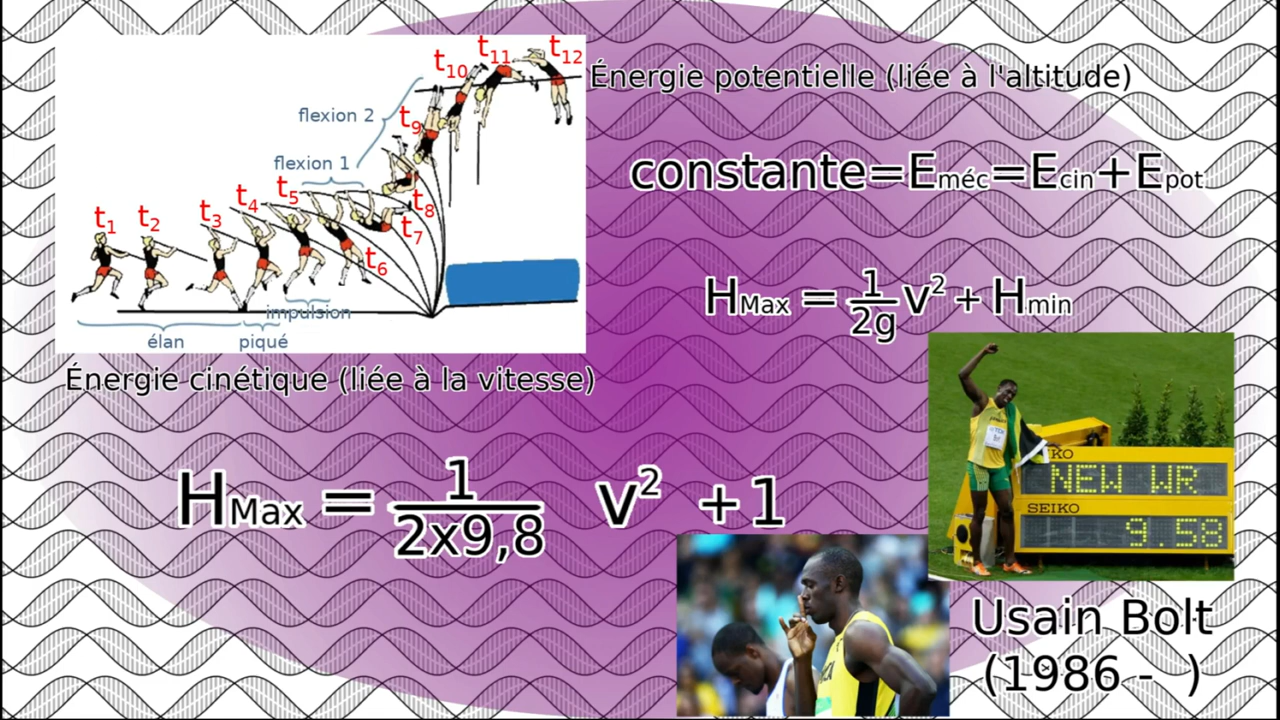 t1 t2 t3 t4 t5 t6 t7 t8 t9 t10 t11 t12
flexion 2
flexion 1
impulsion
élan
piqué
Énergie potentielle (liée à l'altitude)
constante=Eméc=Ecin+Epot
HMax = 1/2g v² + Hmin
Énergie cinétique (liée à la vitesse)
HMax = 1/2x9,8 v² +1
KO
NEW WR
SEIKO
9.58
Usain Bolt
(1986 - )